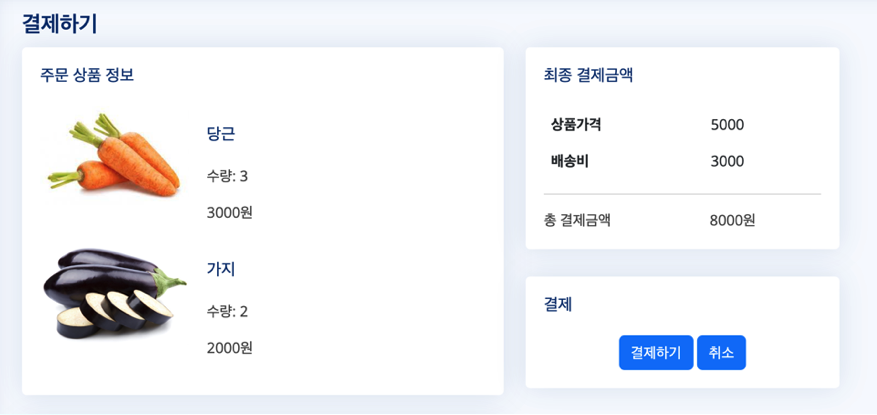 결제하기
주문 상품 정보
당근
수량: 3
3000원
가지
수량: 2
2000원
최종 결제금액
상품가격 5000
배송비 3000
총 결제금액 8000원
결제
결제하기 취소